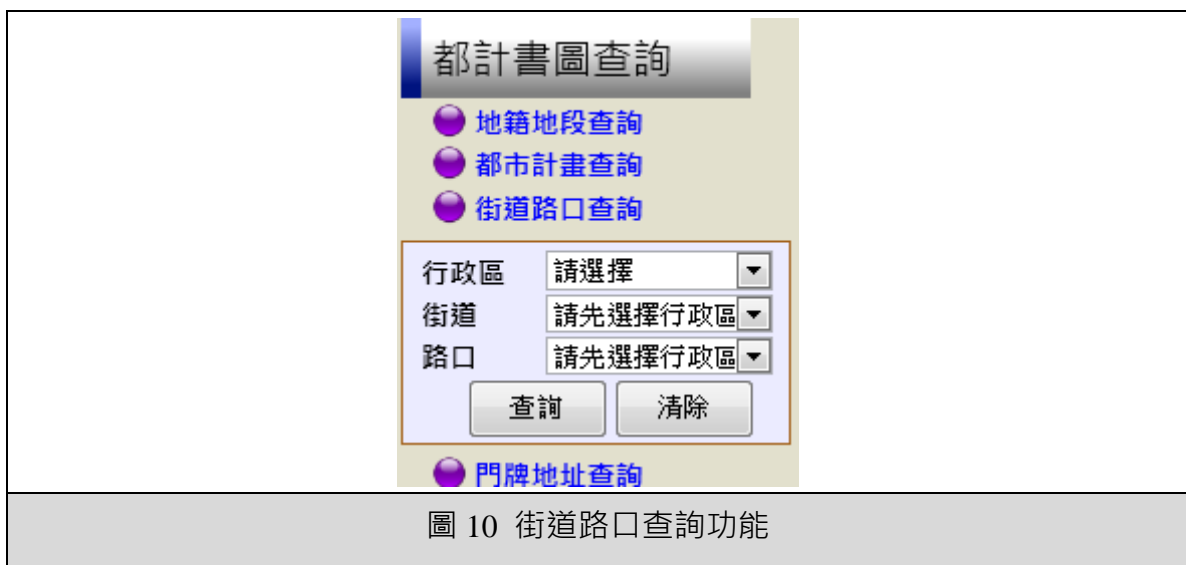 都計書圖查詢
地籍地段查詢
都市計畫查詢
街道路口查詢
行政區 請選擇
街道 請先選擇行政區
路口 請先選擇行政區
查詢 清除
門牌地址查詢
圖 10 街道路口查詢功能